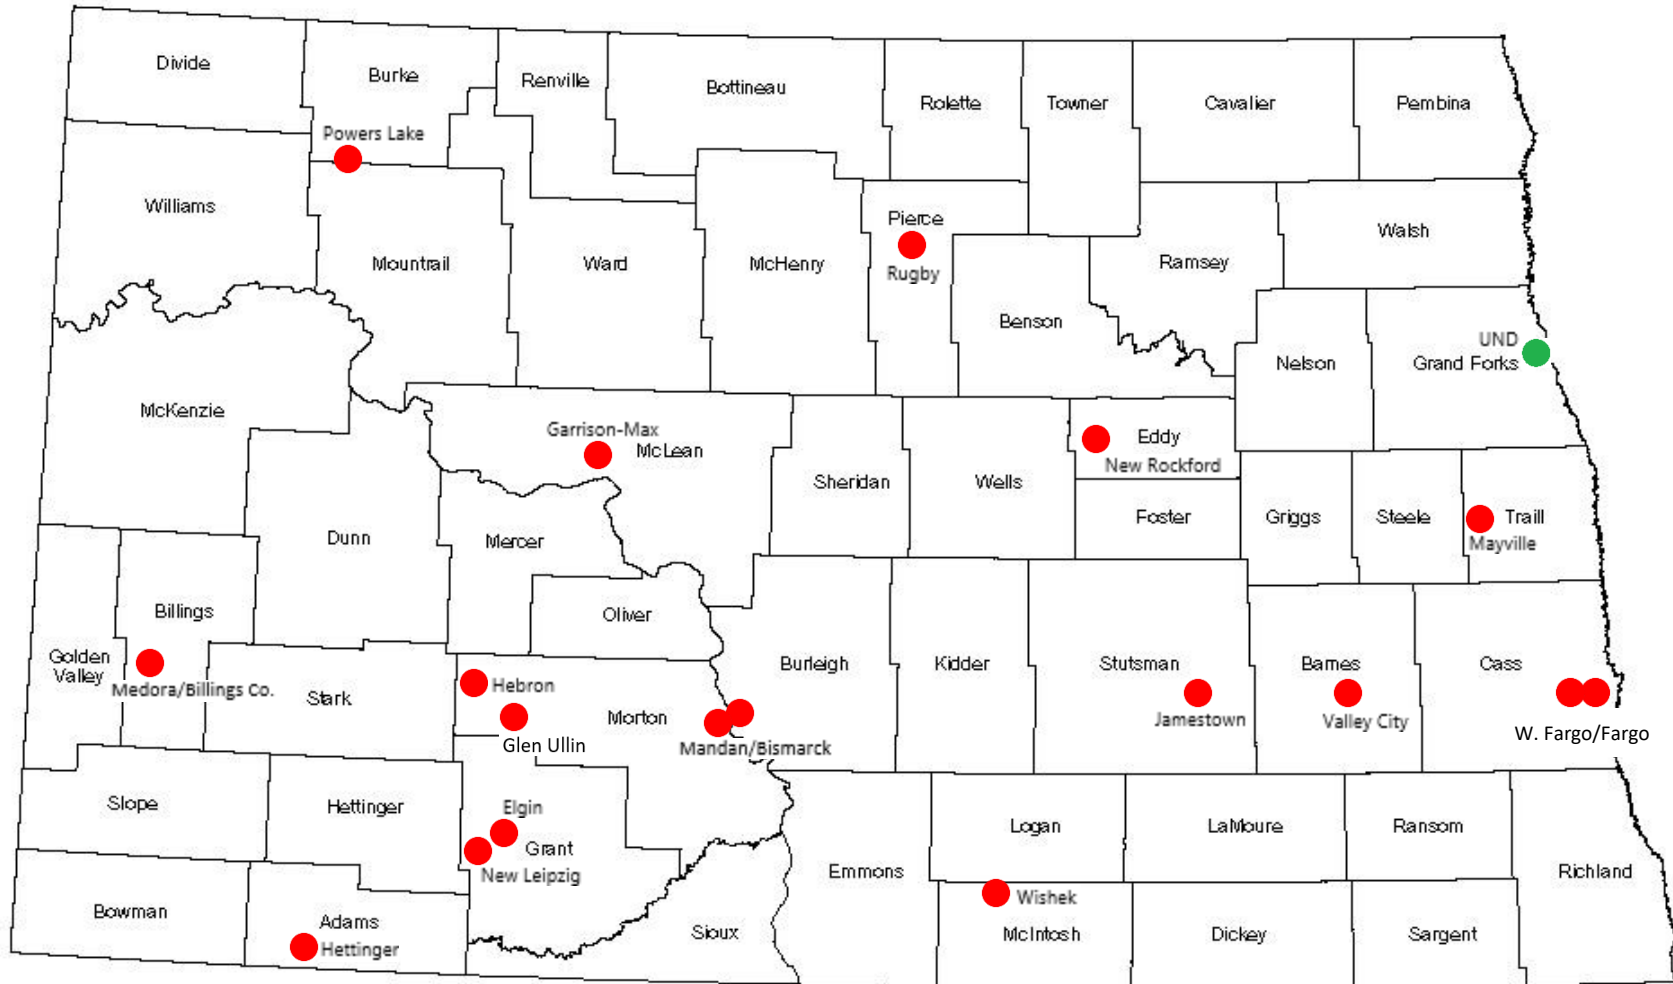 Divide
Burke
Renville
Bottineau
Rolette
Towner
Cavalier
Pembina
Powers Lake
Williams
Mountrail
Ward
McHenry
Pierce
Rugby
Benson
Ramsey
Walsh
Nelson
UND
Grand Forks
McKenzie
Garrison-Max
McLean
Sheridan
Wells
Eddy
New Rockford
Foster
Griggs
Steele
Traill
Mayville
Dunn
Mercer
Oliver
Billings
Golden
Valley
Medora/Billings Co.
Stark
Hebron
Glen Ullin
Morton
Mandan/Bismarck
Burleigh
Kidder
Stutsman
Jamestown
Barnes
Valley City
Cass
W. Fargo/Fargo
Slope
Hettinger
Elgin
Grant
New Leipzig
Logan
LaMoure
Ransom
Richland
Emmons
Bowman
Adams
Hettinger
Sioux
Wishek
McIntosh
Dickey
Sargent